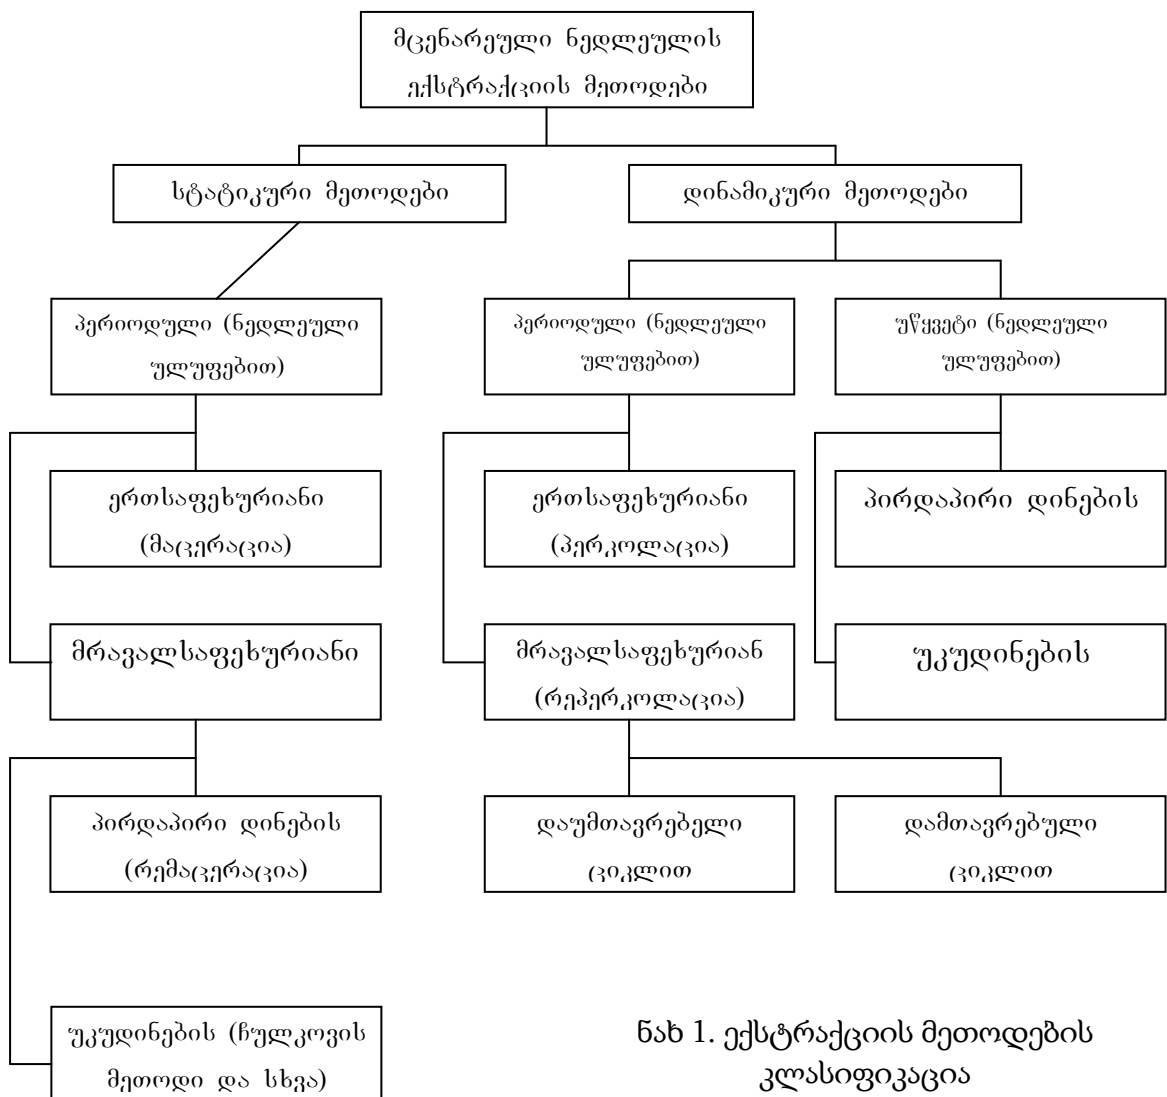 მცენარეული ნედლეულის
ექსტრაქციის მეთოდები
სტატიკური მეთოდები
დინამიკური მეთოდები
პერიოდული (ნედლეული
ულუფებით)
პერიოდული (ნედლეული
ულუფებით)
უწყვეტი (ნედლეული
ულუფებით)
ერთსაფეხურიანი
(მაცერაცია)
ერთსაფეხურიანი
(პერკოლაცია)
პირდაპირი დინების
მრავალსაფეხურიანი
მრავალსაფეხურიან
(რეპერკოლაცია)
უკუდინების
პირდაპირი დინების
(რემაცერაცია)
დაუმთავრებელი
ციკლით
დამთავრებული
ციკლით
უკუდინების (ჩულკოვის
მეთოდი და სხვა)
ნახ 1. ექსტრაქციის მეთოდების
კლასიფიკაცია